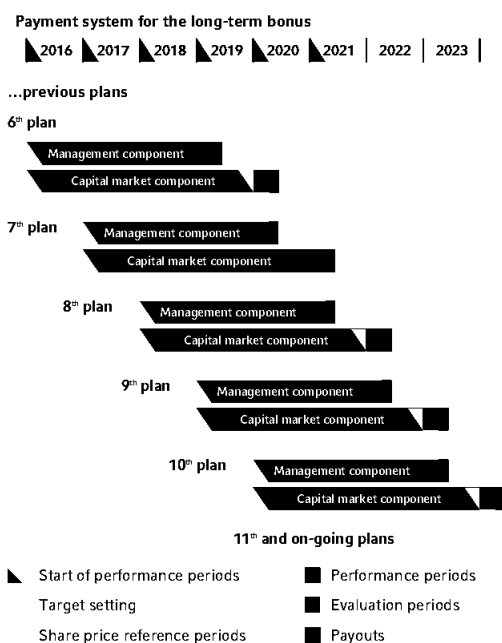 Payment system for the long-term bonus
2016 2017 2018 2019 2020 2021 2022 2023
...previous plans
6th plan
Management component
Capital market component
7th plan
Management component
Capital market component
8th plan
Management component
Capital market component
9th plan
Management component
Capital market component
10th plan
Management component
Capital market component
11th and on-going plans
Start of performance periods
Performance periods
Target setting
Evaluation periods
Share price reference periods
Payouts